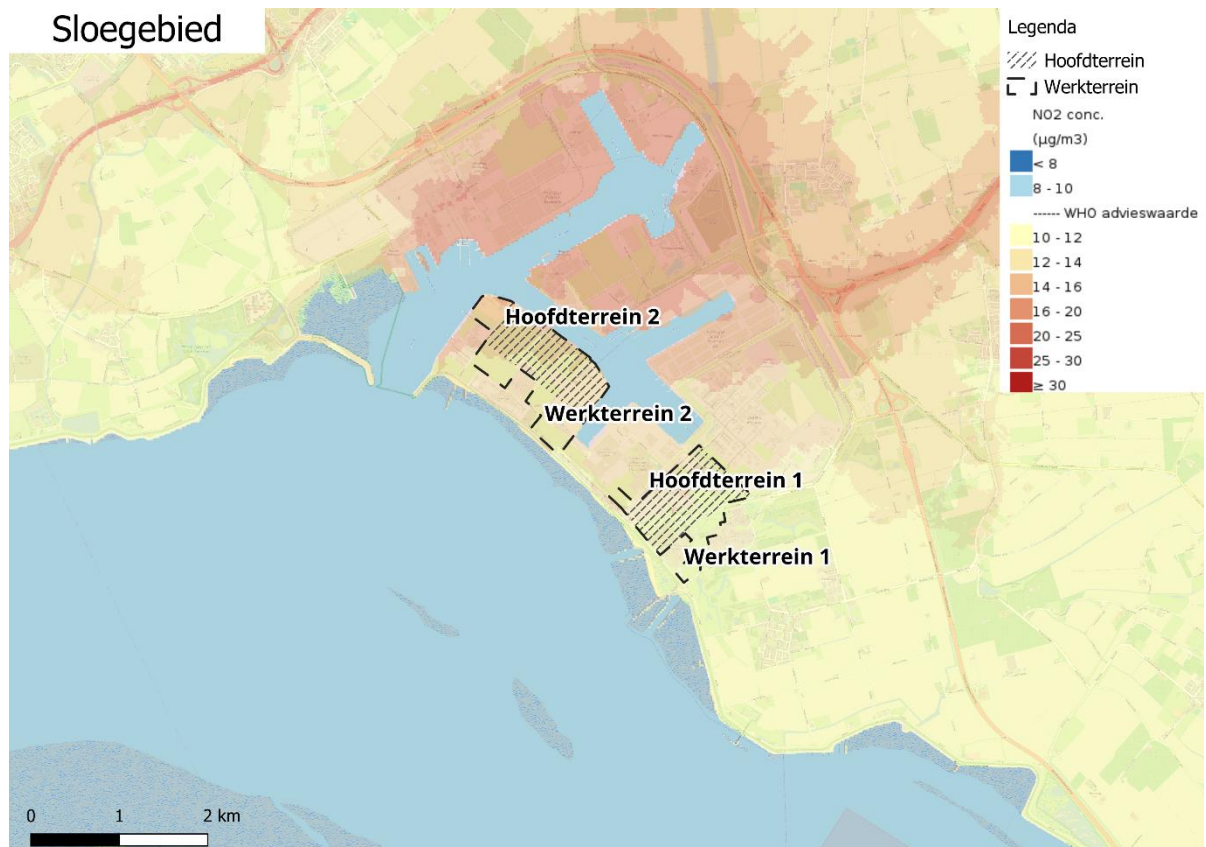 Sloegebied
Legenda
Hoofdterrein
Werkterrein
NO2 conc.
(µg/m3)
< 8
8 - 10
------ WHO advieswaarde
10 - 12
12 - 14
14 - 16
16 - 20
20 - 25
25 - 30
≥ 30
Hoofdterrein 2
Werkterrein 2
Hoofdterrein 1
Werkterrein 1
0 1 2 km